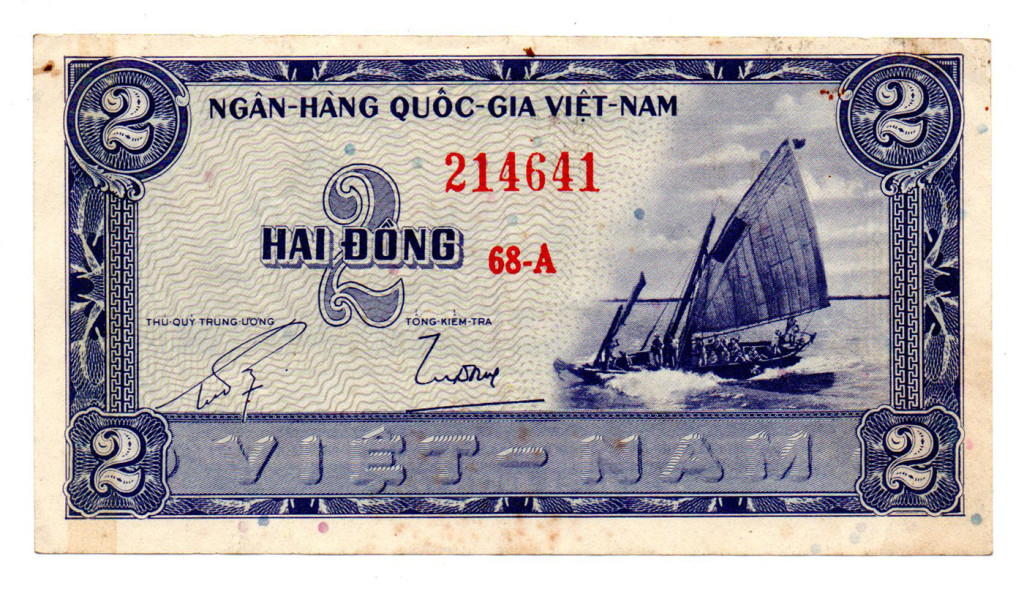 2 2
NGÂN-HÀNG QUỐC-GIA VIỆT-NAM
214641
2
HAI ĐỒNG
68-A
THỦ-QUỸ TRUNG-ƯƠNG TỔNG-KIỂM-TRA
2 VIỆT-NAM 2